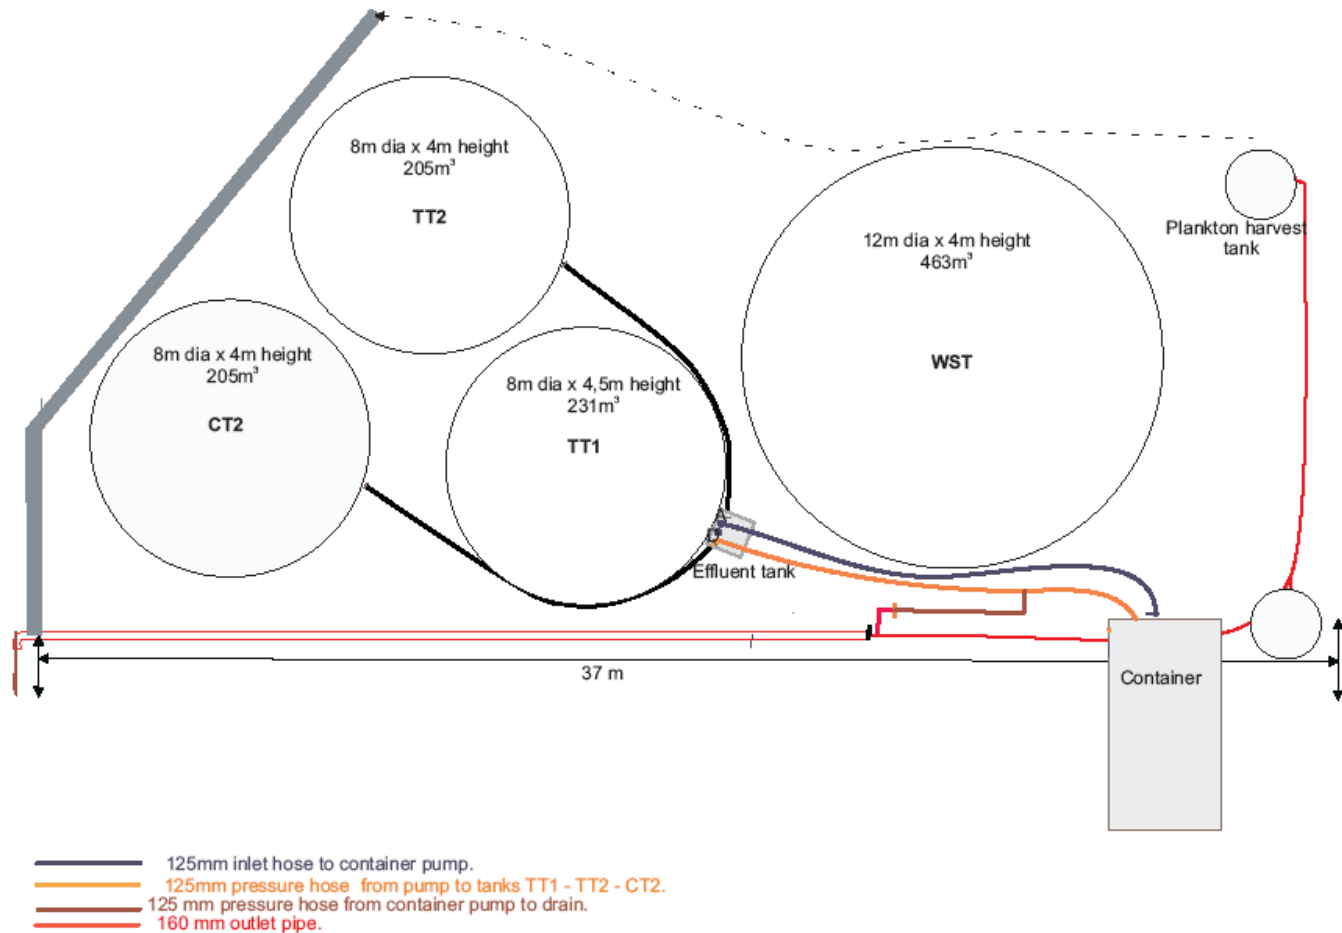 8m dia x 4m height
205m³
TT2
12m dia x 4m height
463m³
WST
Plankton harvest
tank
8m dia x 4m height
205m³
CT2
8m dia x 4,5m height
231m³
TT1
Effluent tank
37 m
Container
125mm inlet hose to container pump.
125mm pressure hose from pump to tanks TT1 - TT2 - CT2.
125 mm pressure hose from container pump to drain.
160 mm outlet pipe.